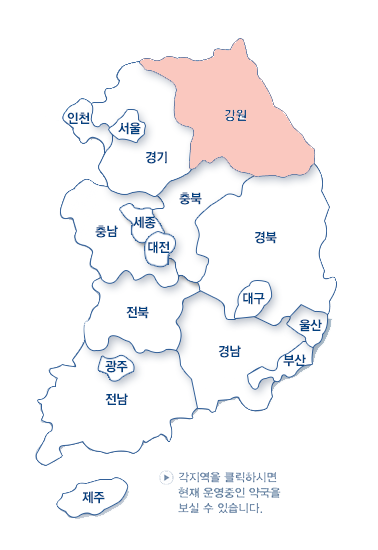 강원
인천
서울
경기
충북
세종
충남
대전
경북
대구
전북
울산
경남
부산
광주
전남
제주
각지역을 클릭하시면
현재 운영중인 약국을
보실 수 있습니다.